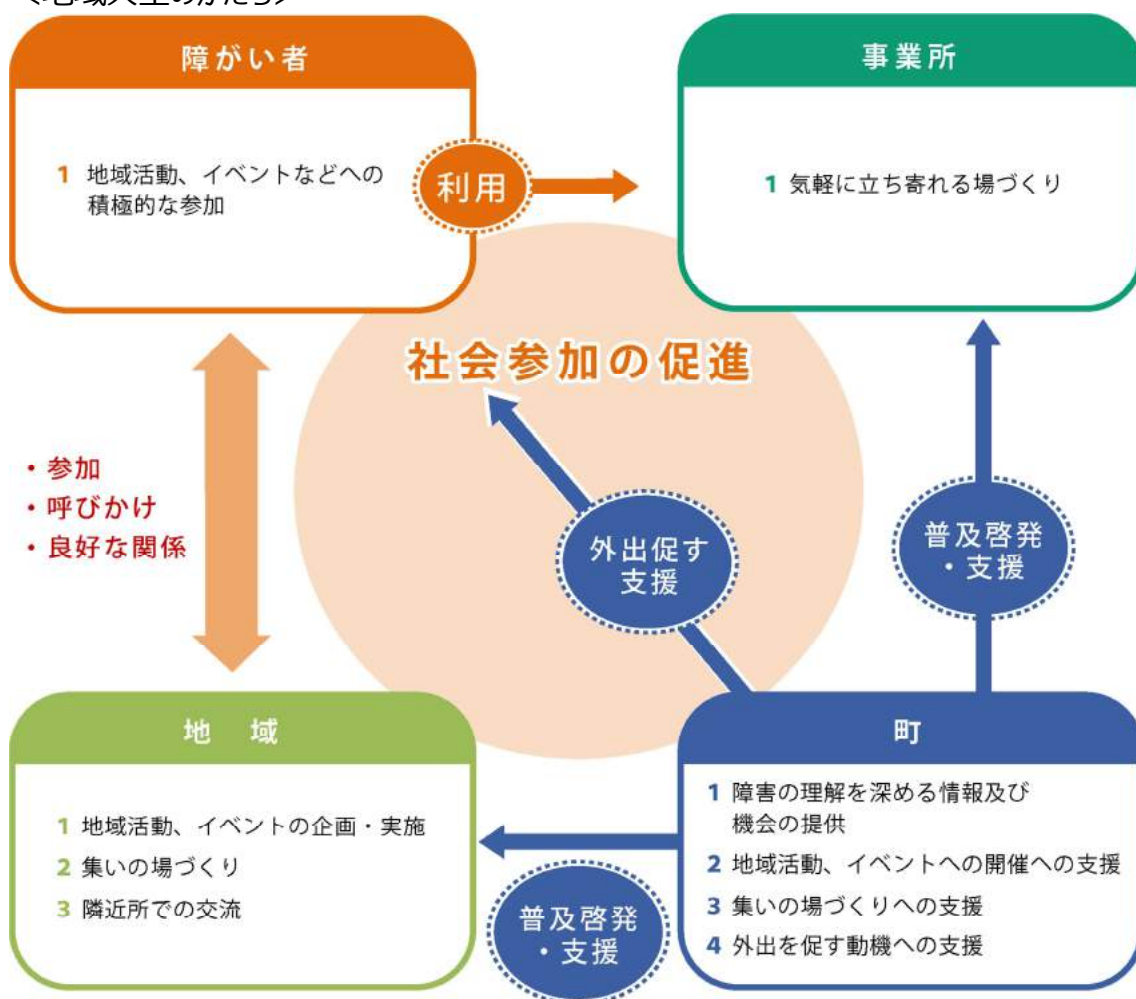 障がい者
1 地域活動、イベントなどへの
積極的な参加
利用
事業所
1 気軽に立ち寄れる場づくり
社会参加の促進
・参加
・呼びかけ
・良好な関係
外出促す
支援
普及啓発
・支援
地 域
1 地域活動、イベントの企画・実施
2 集いの場づくり
3 隣近所での交流
普及啓発
・支援
町
1 障害の理解を深める情報及び
機会の提供
2 地域活動、イベントへの開催への支援
3 集いの場づくりへの支援
4 外出を促す動機への支援